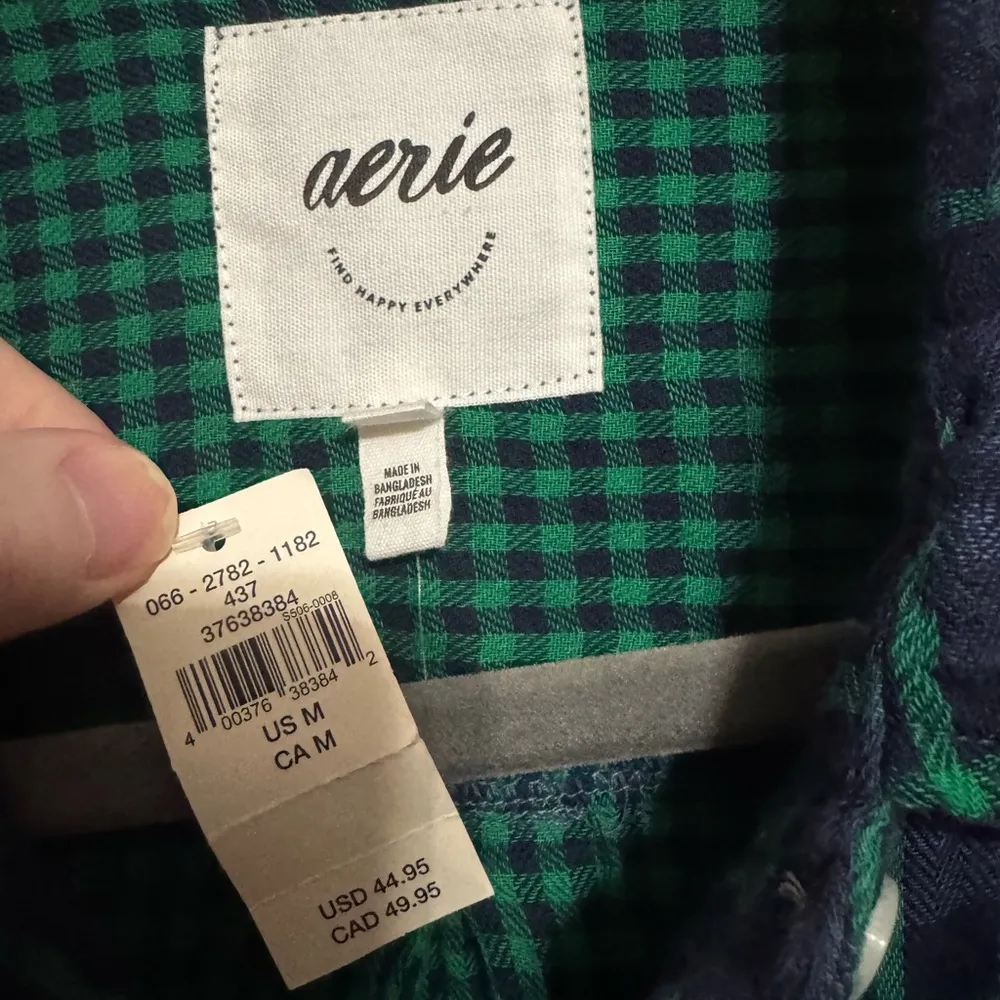 aerie
FIND HAPPY EVERYWHERE
MADE IN
BANGLADESH
FABRIQUÉ AU
BANGLADESH
066 - 2782 - 1182
437
37638384
SS06-0008
4 00376 38384 2
US M
CA M
USD 44.95
CAD 49.95